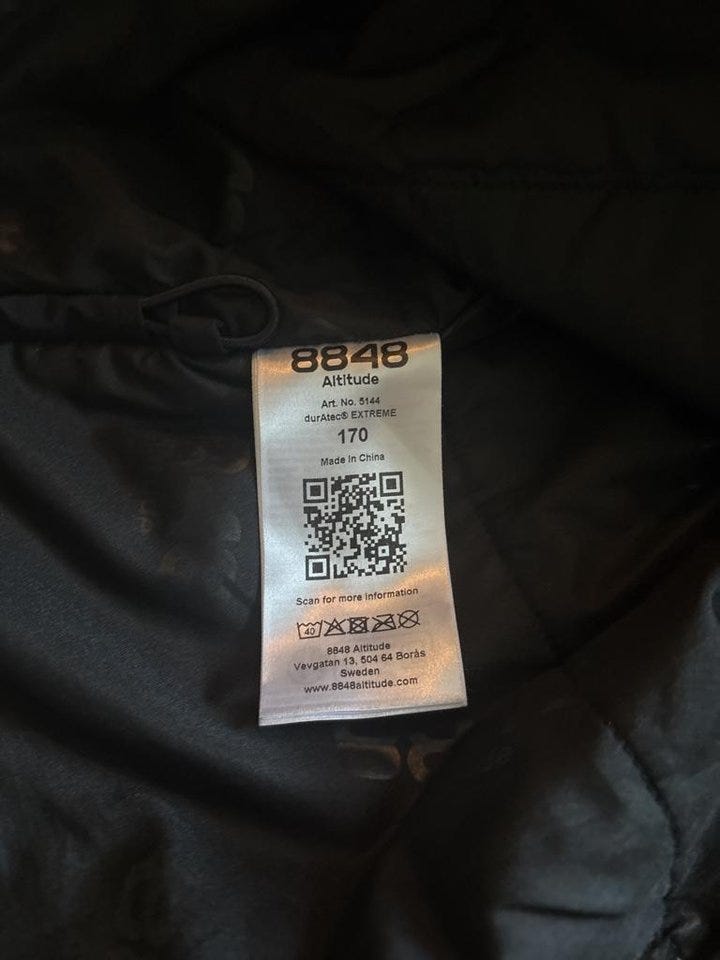 8848
Altitude
Art. No. 5144
durAtec® EXTREME
170
Made in China
Scan for more information
40
8848 Altitude
Vevgatan 13, 504 64 Borås
Sweden
www.8848altitude.com